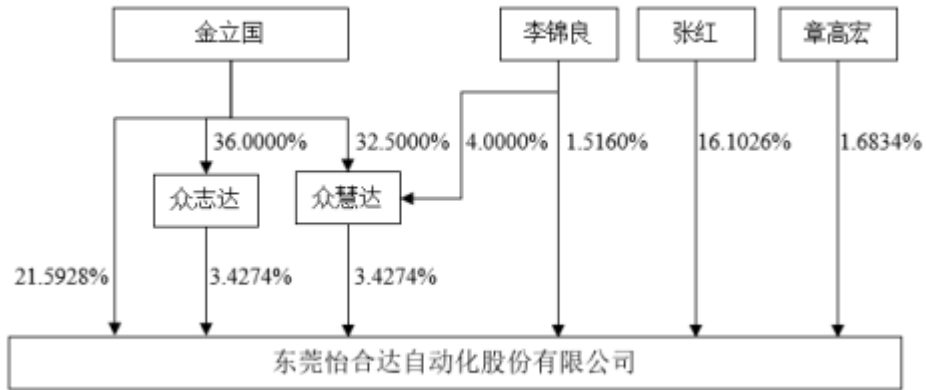 金立国 李锦良 张红 章高宏
36.0000% 32.5000% 4.0000% 1.5160% 16.1026% 1.6834%
众志达 众慧达
21.5928% 3.4274% 3.4274%
东莞怡合达自动化股份有限公司